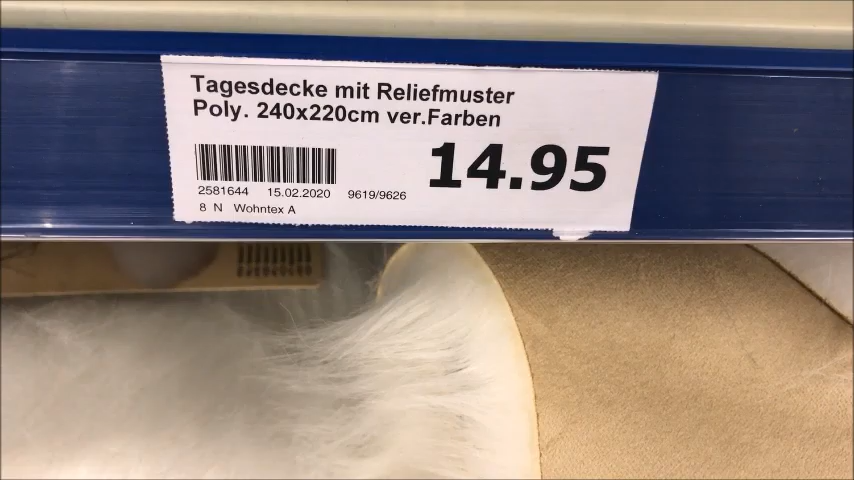 Tagesdecke mit Reliefmuster
Poly. 240x220cm ver.Farben
14.95
2581644 15.02.2020 9619/9626
8 N Wohntex A